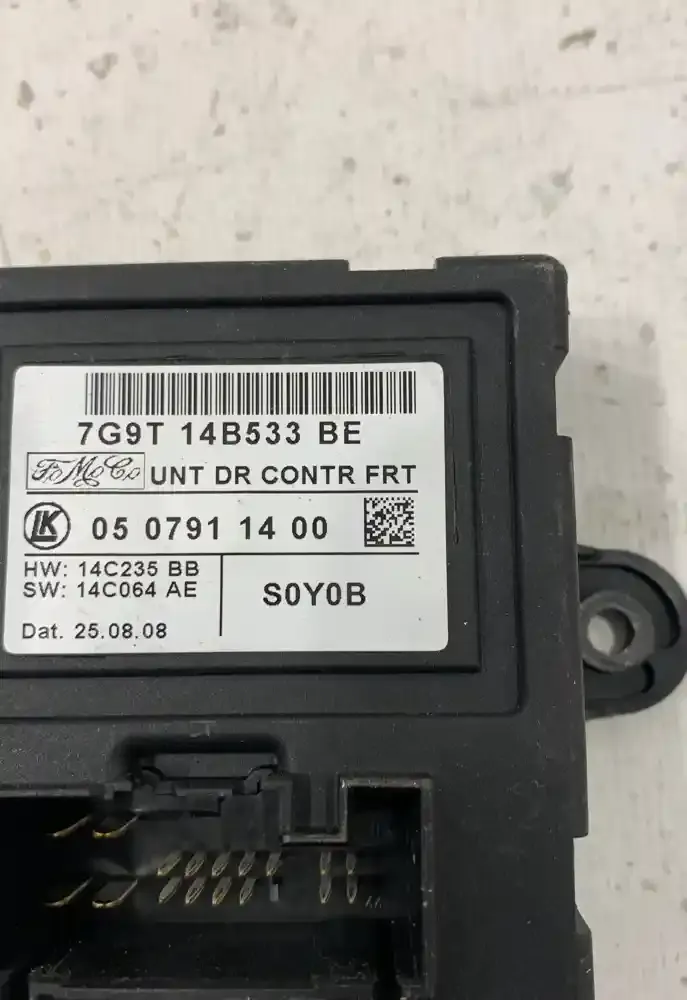 7G9T 14B533 BE
FoMoCo UNT DR CONTR FRT
LK 05 0791 14 00
HW: 14C235 BB
SW: 14C064 AE
S0Y0B
Dat. 25.08.08